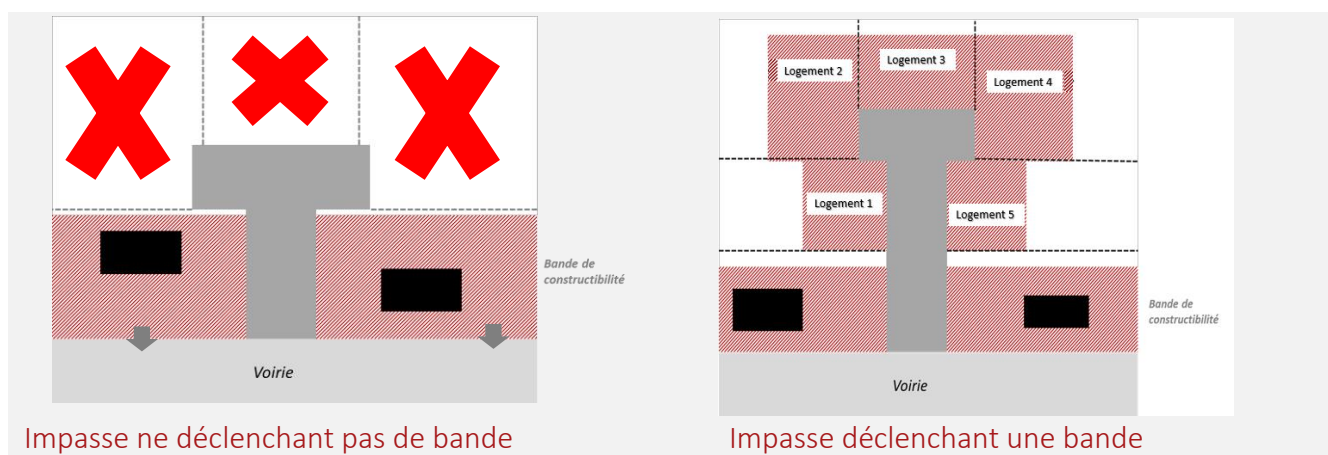 Bande de
constructibilité
Voirie
Impasse ne déclenchant pas de bande
Logement 2
Logement 3
Logement 4
Logement 1
Logement 5
Bande de
constructibilité
Voirie
Impasse déclenchant une bande